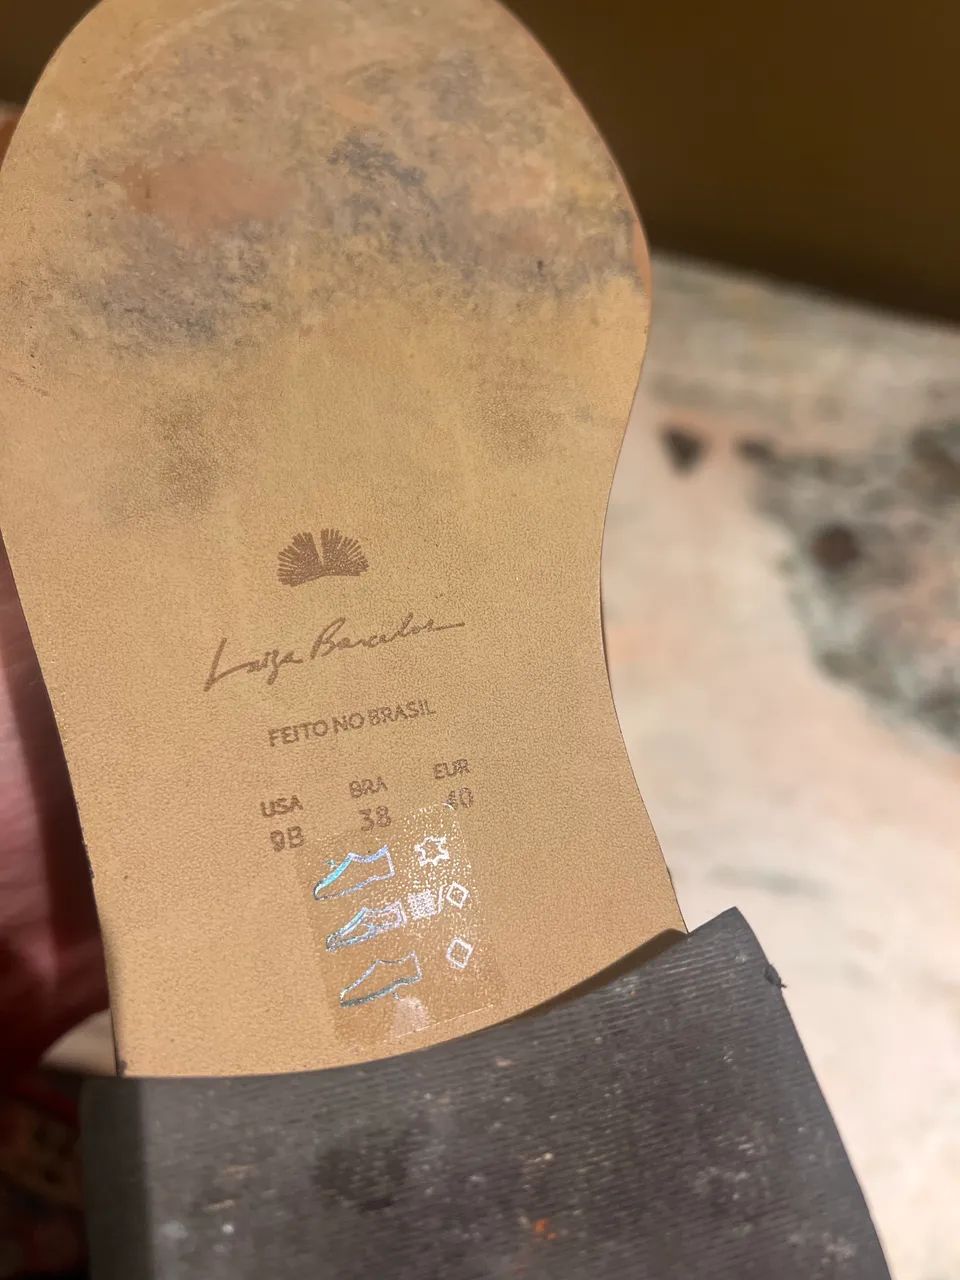 Luiza Barcelos
FEITO NO BRASIL
USA BRA EUR
9B 38 40